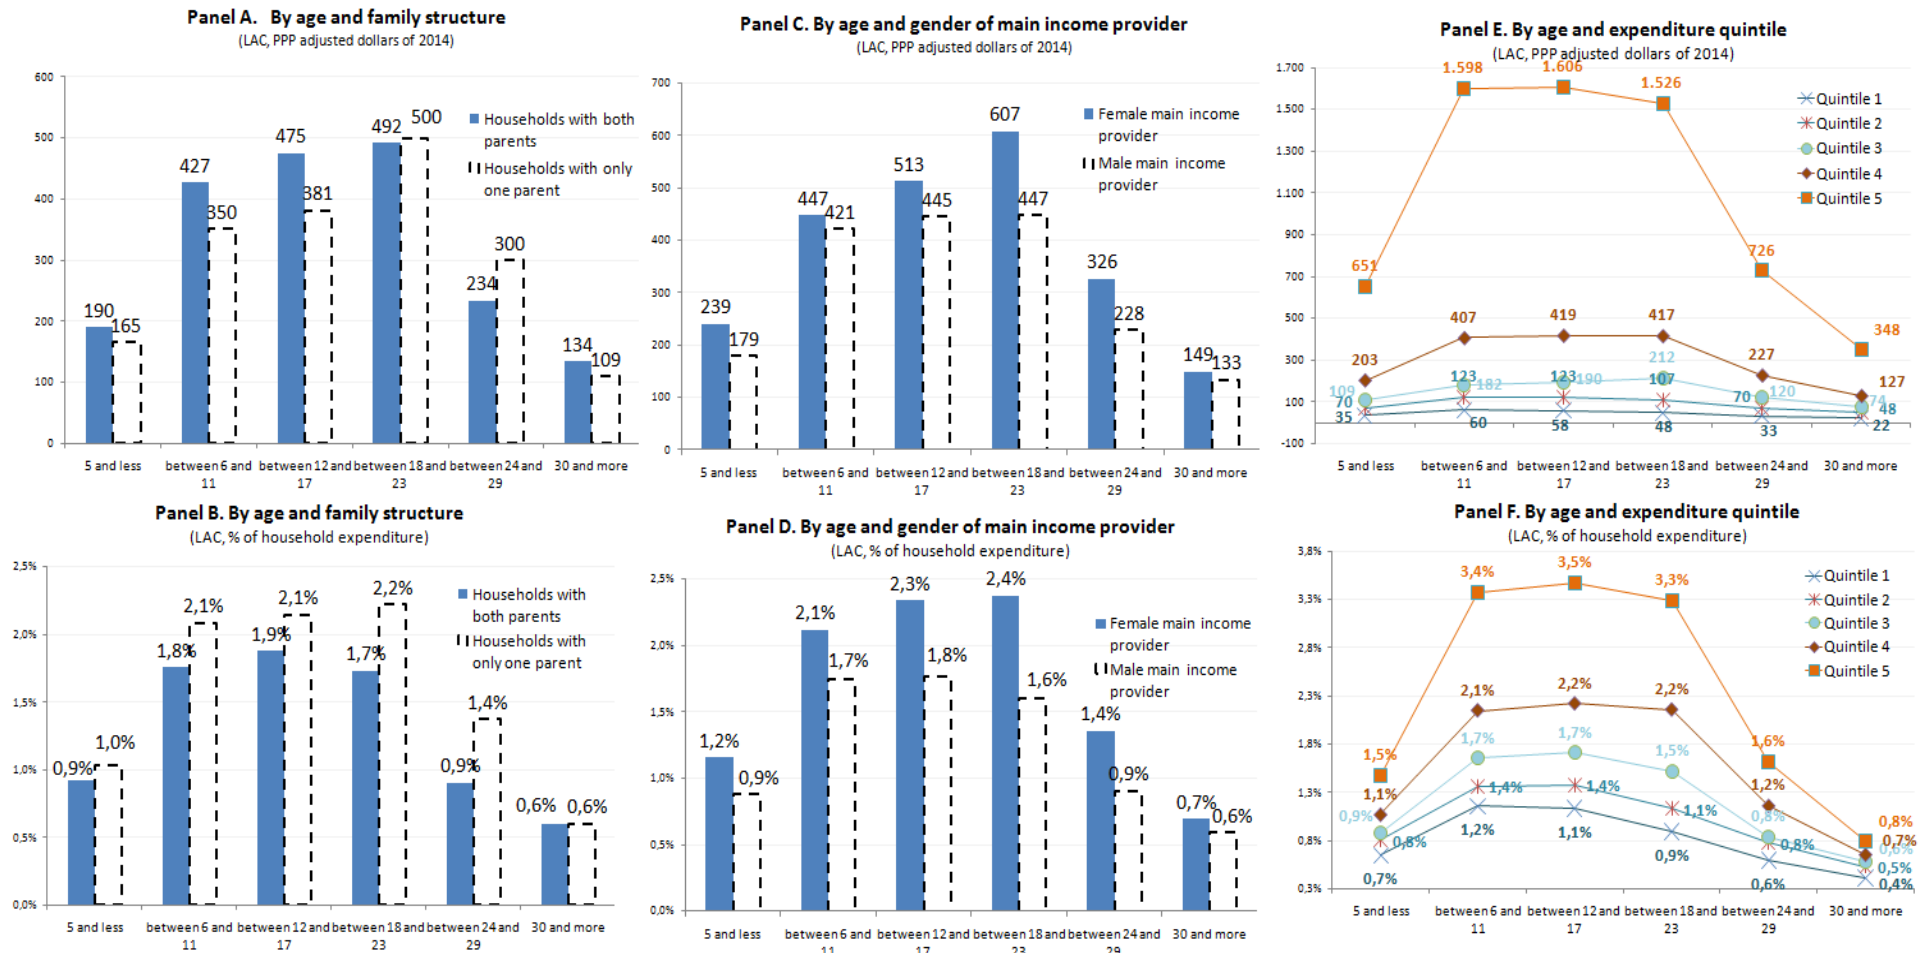 Panel A. By age and family structure
(LAC, PPP adjusted dollars of 2014)
600
500
400
300
200
100
0
190
165
427
350
475
381
492
500
234
300
134
109
Households with both
parents
Households with only
one parent
5 and less
between 6 and
11
between 12 and
17
between 18 and
23
between 24 and
29
30 and more
Panel B. By age and family structure
(LAC, % of household expenditure)
2,5%
2,0%
1,5%
1,0%
0,5%
0,0%
0,9%
1,0%
1,8%
2,1%
1,9%
2,1%
1,7%
2,2%
0,9%
1,4%
0,6%
0,6%
Households with
both parents
Households with
only one parent
5 and less
between 6 and
11
between 12 and
17
between 18 and
23
between 24 and
29
30 and more
Panel C. By age and gender of main income provider
(LAC, PPP adjusted dollars of 2014)
700
600
500
400
300
200
100
0
239
179
447
421
513
445
607
447
326
228
149
133
Female main income
provider
Male main income
provider
5 and less
between 6 and
11
between 12 and
17
between 18 and
23
between 24 and
29
30 and more
Panel D. By age and gender of main income provider
(LAC, % of household expenditure)
2,5%
2,0%
1,5%
1,0%
0,5%
0,0%
1,2%
0,9%
2,1%
1,7%
2,3%
1,8%
2,4%
1,6%
1,4%
0,9%
0,7%
0,6%
Female main income
provider
Male main income
provider
5 and less
between 6 and
11
between 12 and
17
between 18 and
23
between 24 and
29
30 and more
Panel E. By age and expenditure quintile
(LAC, PPP adjusted dollars of 2014)
1.700
1.500
1.300
1.100
900
700
500
300
100
-100
651
1.598
1.606
1.526
726
348
203
407
419
417
227
127
109
182
190
212
120
74
70
123
123
107
70
48
35
60
58
48
33
22
Quintile 1
Quintile 2
Quintile 3
Quintile 4
Quintile 5
5 and less
between 6 and
11
between 12 and
17
between 18 and
23
between 24 and
29
30 and more
Panel F. By age and expenditure quintile
(LAC, % of household expenditure)
3,8%
3,3%
2,8%
2,3%
1,8%
1,3%
0,8%
0,3%
1,5%
3,4%
3,5%
3,3%
1,6%
0,8%
1,1%
2,1%
2,2%
2,2%
1,2%
0,7%
0,9%
1,7%
1,7%
1,5%
0,8%
0,6%
0,8%
1,4%
1,4%
1,1%
0,8%
0,5%
0,7%
1,2%
1,1%
0,9%
0,6%
0,4%
Quintile 1
Quintile 2
Quintile 3
Quintile 4
Quintile 5
5 and less
between 6 and
11
between 12 and
17
between 18 and
23
between 24 and
29
30 and more